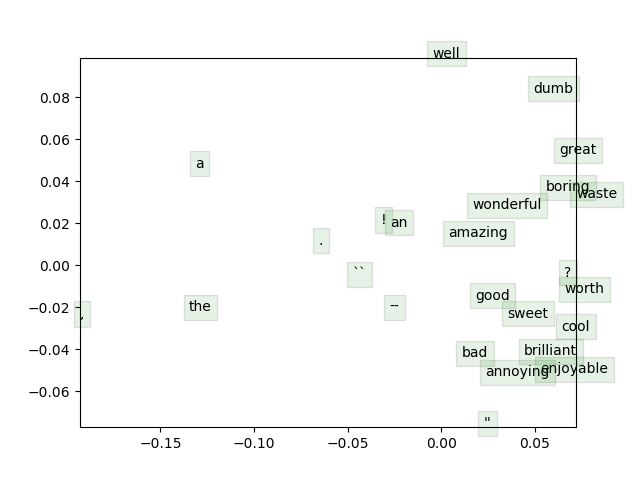 well
dumb
0.08
great
0.06
a
0.04
boring
waste
wonderful
0.02
!
an
amazing
.
0.00
``
?
worth
good
−0.02
the
--
sweet
,
cool
−0.04
bad
brilliant
annoying
enjoyable
−0.06
"
−0.15
−0.10
−0.05
0.00
0.05